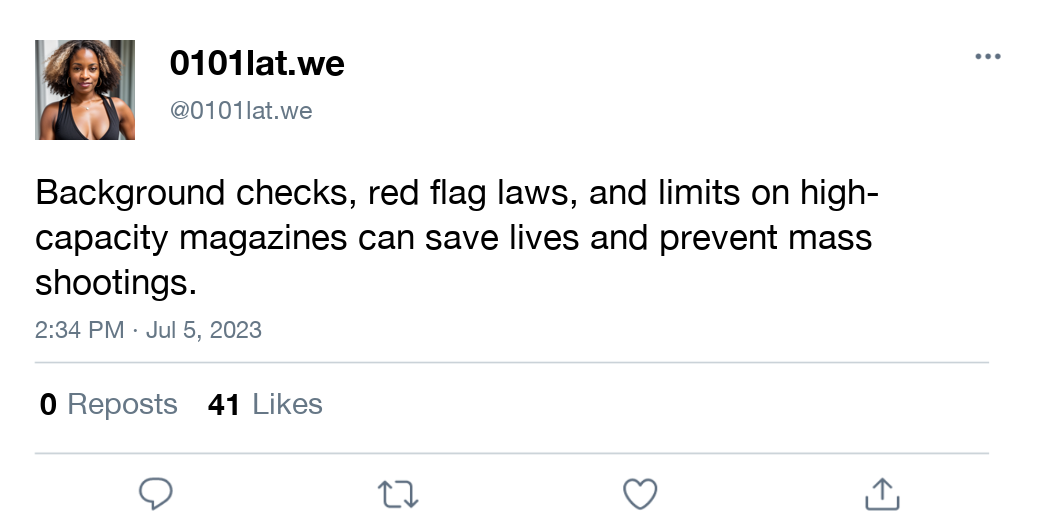 0101lat.we
@0101lat.we
Background checks, red flag laws, and limits on high-
capacity magazines can save lives and prevent mass
shootings.
2:34 PM · Jul 5, 2023
0 Reposts 41 Likes